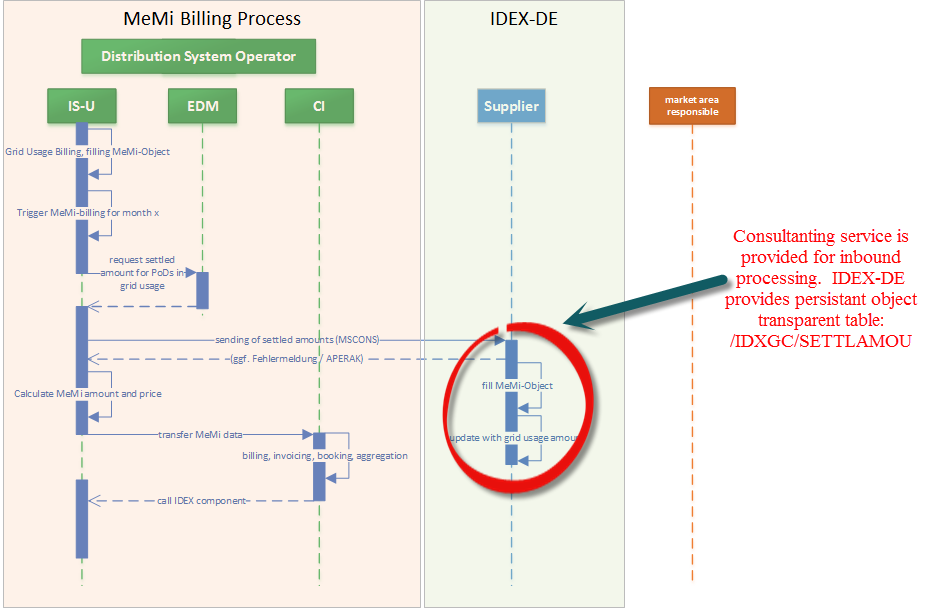 MeMi Billing Process
IDEX-DE
Distribution System Operator
IS-U
EDM
CI
Supplier
market area
responsible
Grid Usage Billing, filling MeMi-Object
Trigger MeMi-billing for month x
request settled
amount for PoDs in
grid usage
Consultanting service is
provided for inbound
processing.  IDEX-DE
provides persistant object
transparent table:
/IDXGC/SETTLAMOU
sending of settled amounts (MSCONS)
(ggf. Fehlermeldung / APERAK)
fill MeMi-Object
Calculate MeMi amount and price
transfer MeMi data
update with grid usage amoun
billing, invoicing, booking, aggregation
call IDEX component